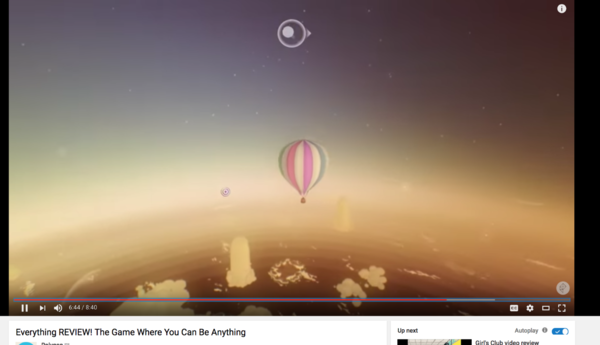 6:44 / 8:40
Everything REVIEW! The Game Where You Can Be Anything
Up next
Autoplay
Girl's Club video review